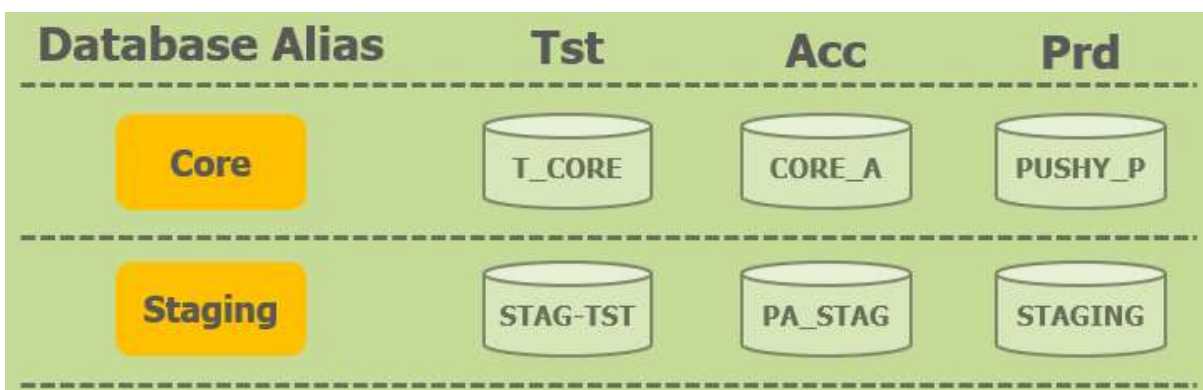 Database Alias Tst Acc Prd
Core T_CORE CORE_A PUSHY_P
Staging STAG-TST PA_STAG STAGING